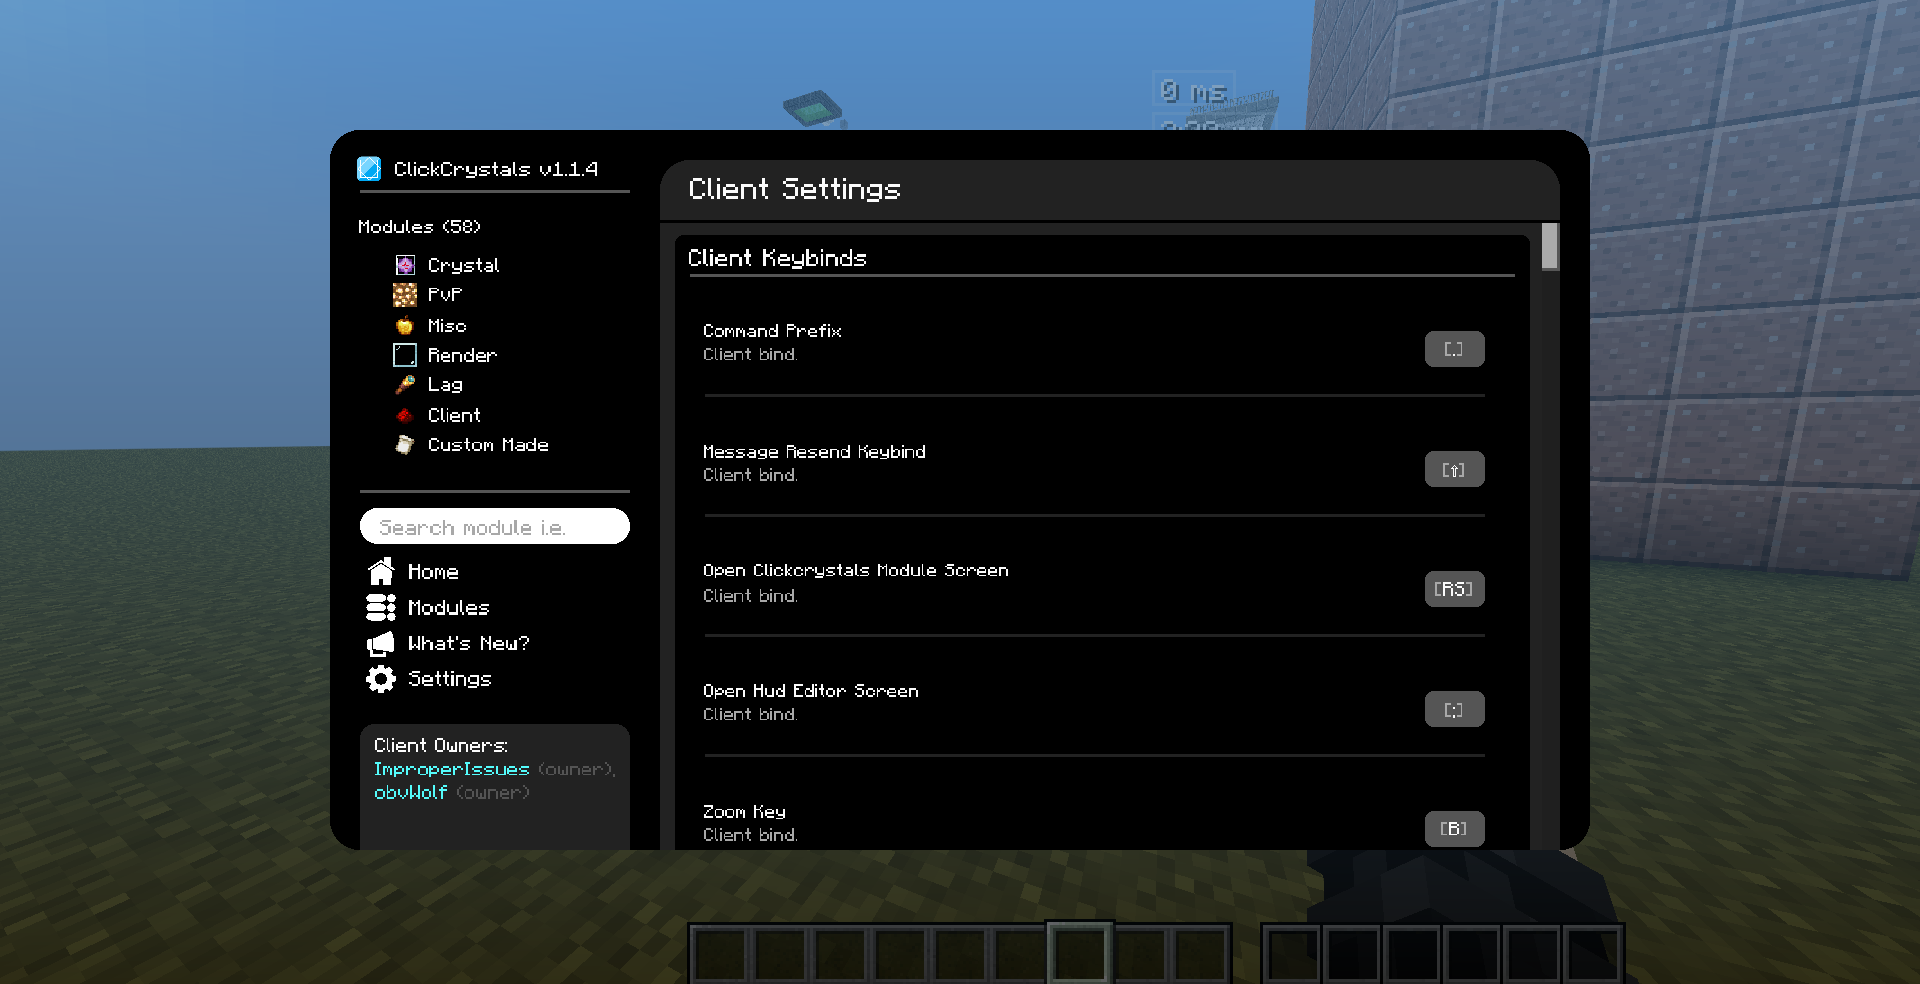 0 ms
ClickCrystals v1.1.4
Modules (58)
Crystal
PvP
Misc
Render
Lag
Client
Custom Made
Search module i.e.
Home
Modules
What's New?
Settings
Client Owners:
ImproperIssues (owner),
obvWolf (owner)
Client Settings
Client Keybinds
Command Prefix
Client bind.
[.]
Message Resend Keybind
Client bind.
[⇧]
Open Clickcrystals Module Screen
Client bind.
[RS]
Open Hud Editor Screen
Client bind.
[;]
Zoom Key
Client bind.
[B]